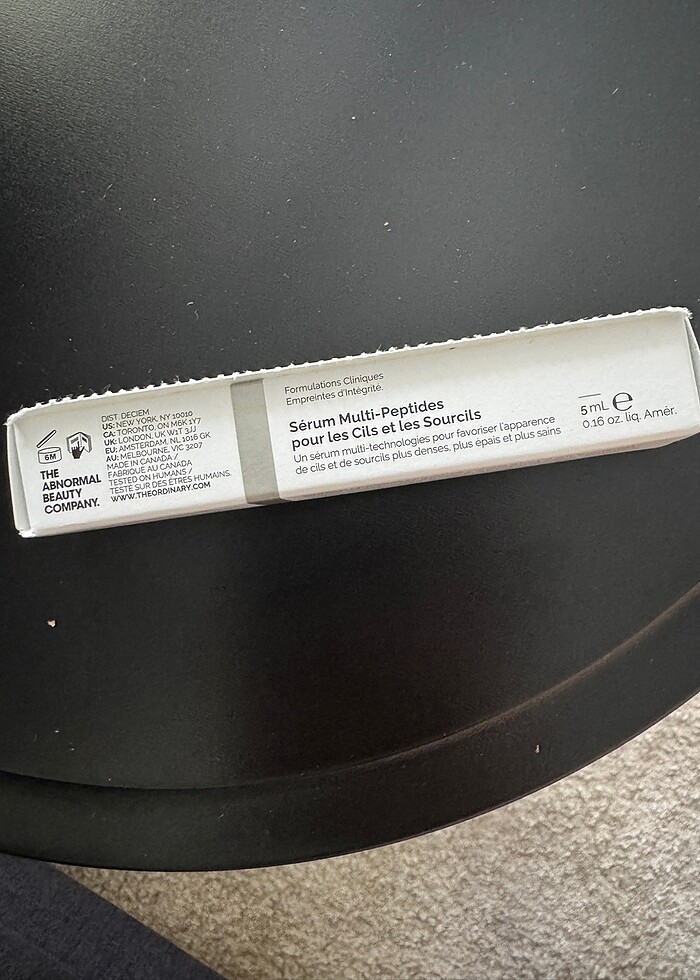 6M
THE
ABNORMAL
BEAUTY
COMPANY.
DIST. DECIEM
US: NEW YORK, NY 10010
CA: TORONTO, ON M6K 1Y7
UK: LONDON, UK W1T 3JJ
EU: AMSTERDAM, NL 1016 GK
AU: MELBOURNE, VIC 3207
MADE IN CANADA /
FABRIQUÉ AU CANADA
TESTED ON HUMANS /
TESTÉ SUR DES ÊTRES HUMAINS.
WWW.THEORDINARY.COM
Formulations Cliniques
Empreintes d'Intégrité.
Sérum Multi-Peptides
pour les Cils et les Sourcils
Un sérum multi-technologies pour favoriser l'apparence
de cils et de sourcils plus denses, plus épais et plus sains
5 mL ℮
0.16 oz. liq. Amér.